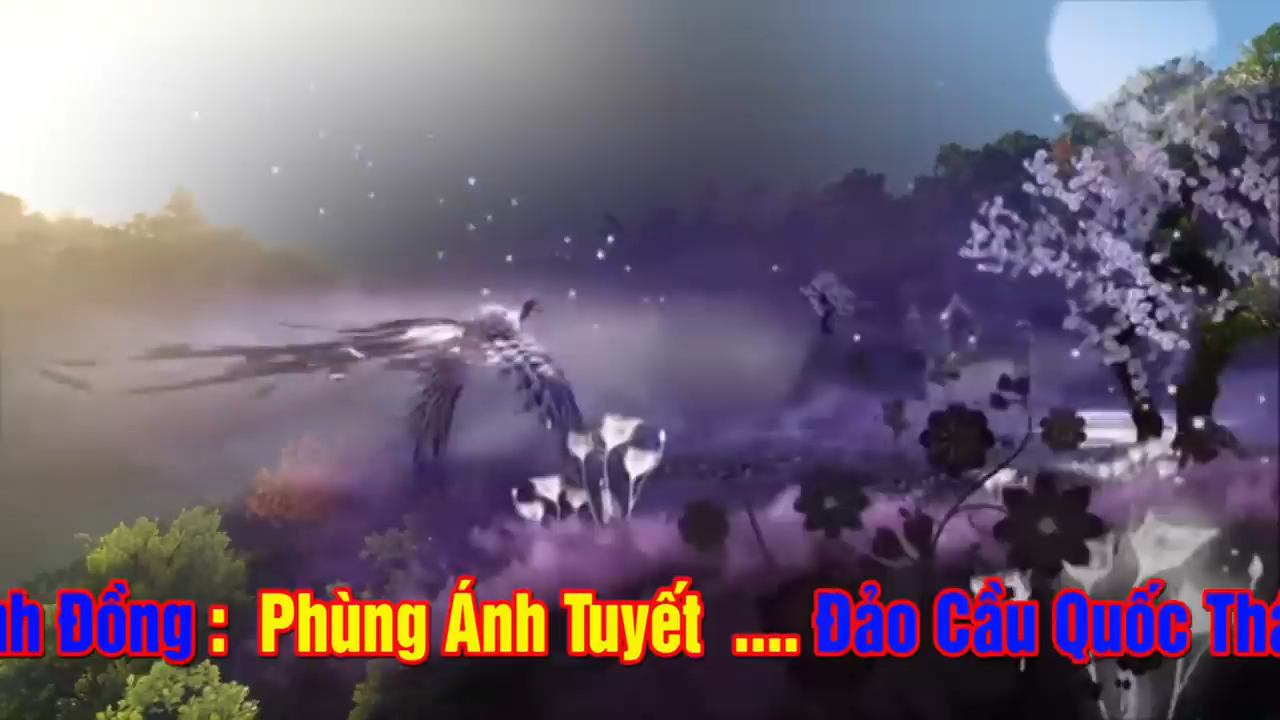 Đồng : Phùng Ánh Tuyết .... Đảo Cầu Quốc